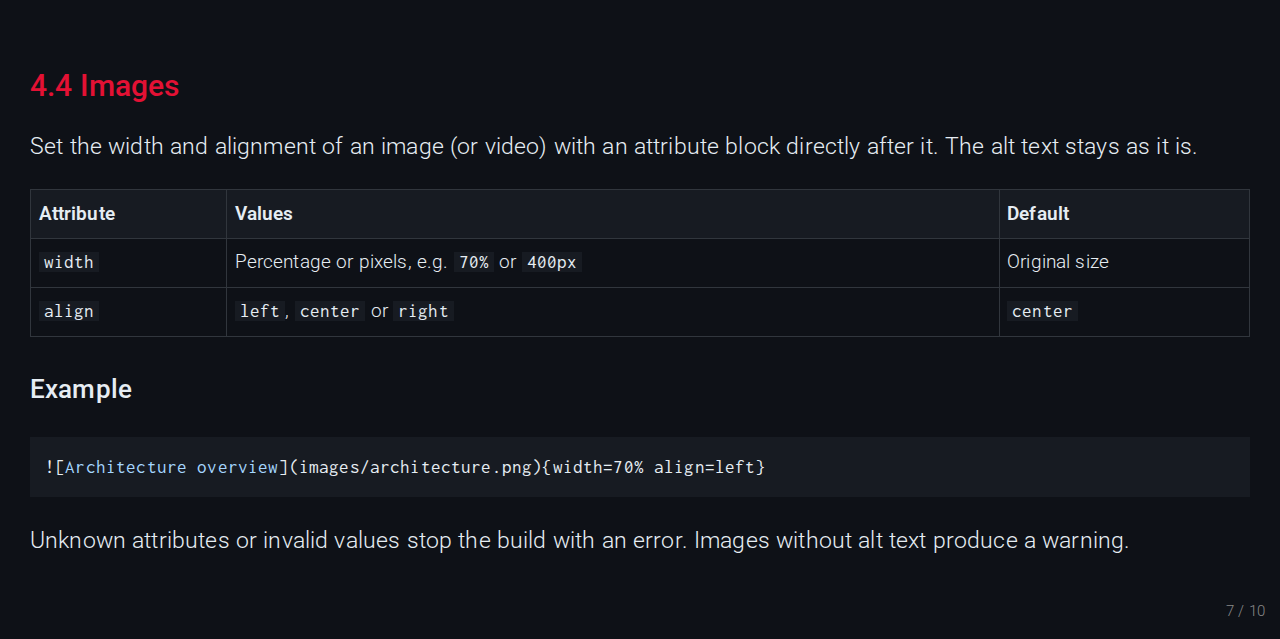 4.4 Images
Set the width and alignment of an image (or video) with an attribute block directly after it. The alt text stays as it is.
Attribute Values Default
width Percentage or pixels, e.g. 70% or 400px Original size
align left, center or right center
Example
![Architecture overview](images/architecture.png){width=70% align=left}
Unknown attributes or invalid values stop the build with an error. Images without alt text produce a warning.
7 / 10